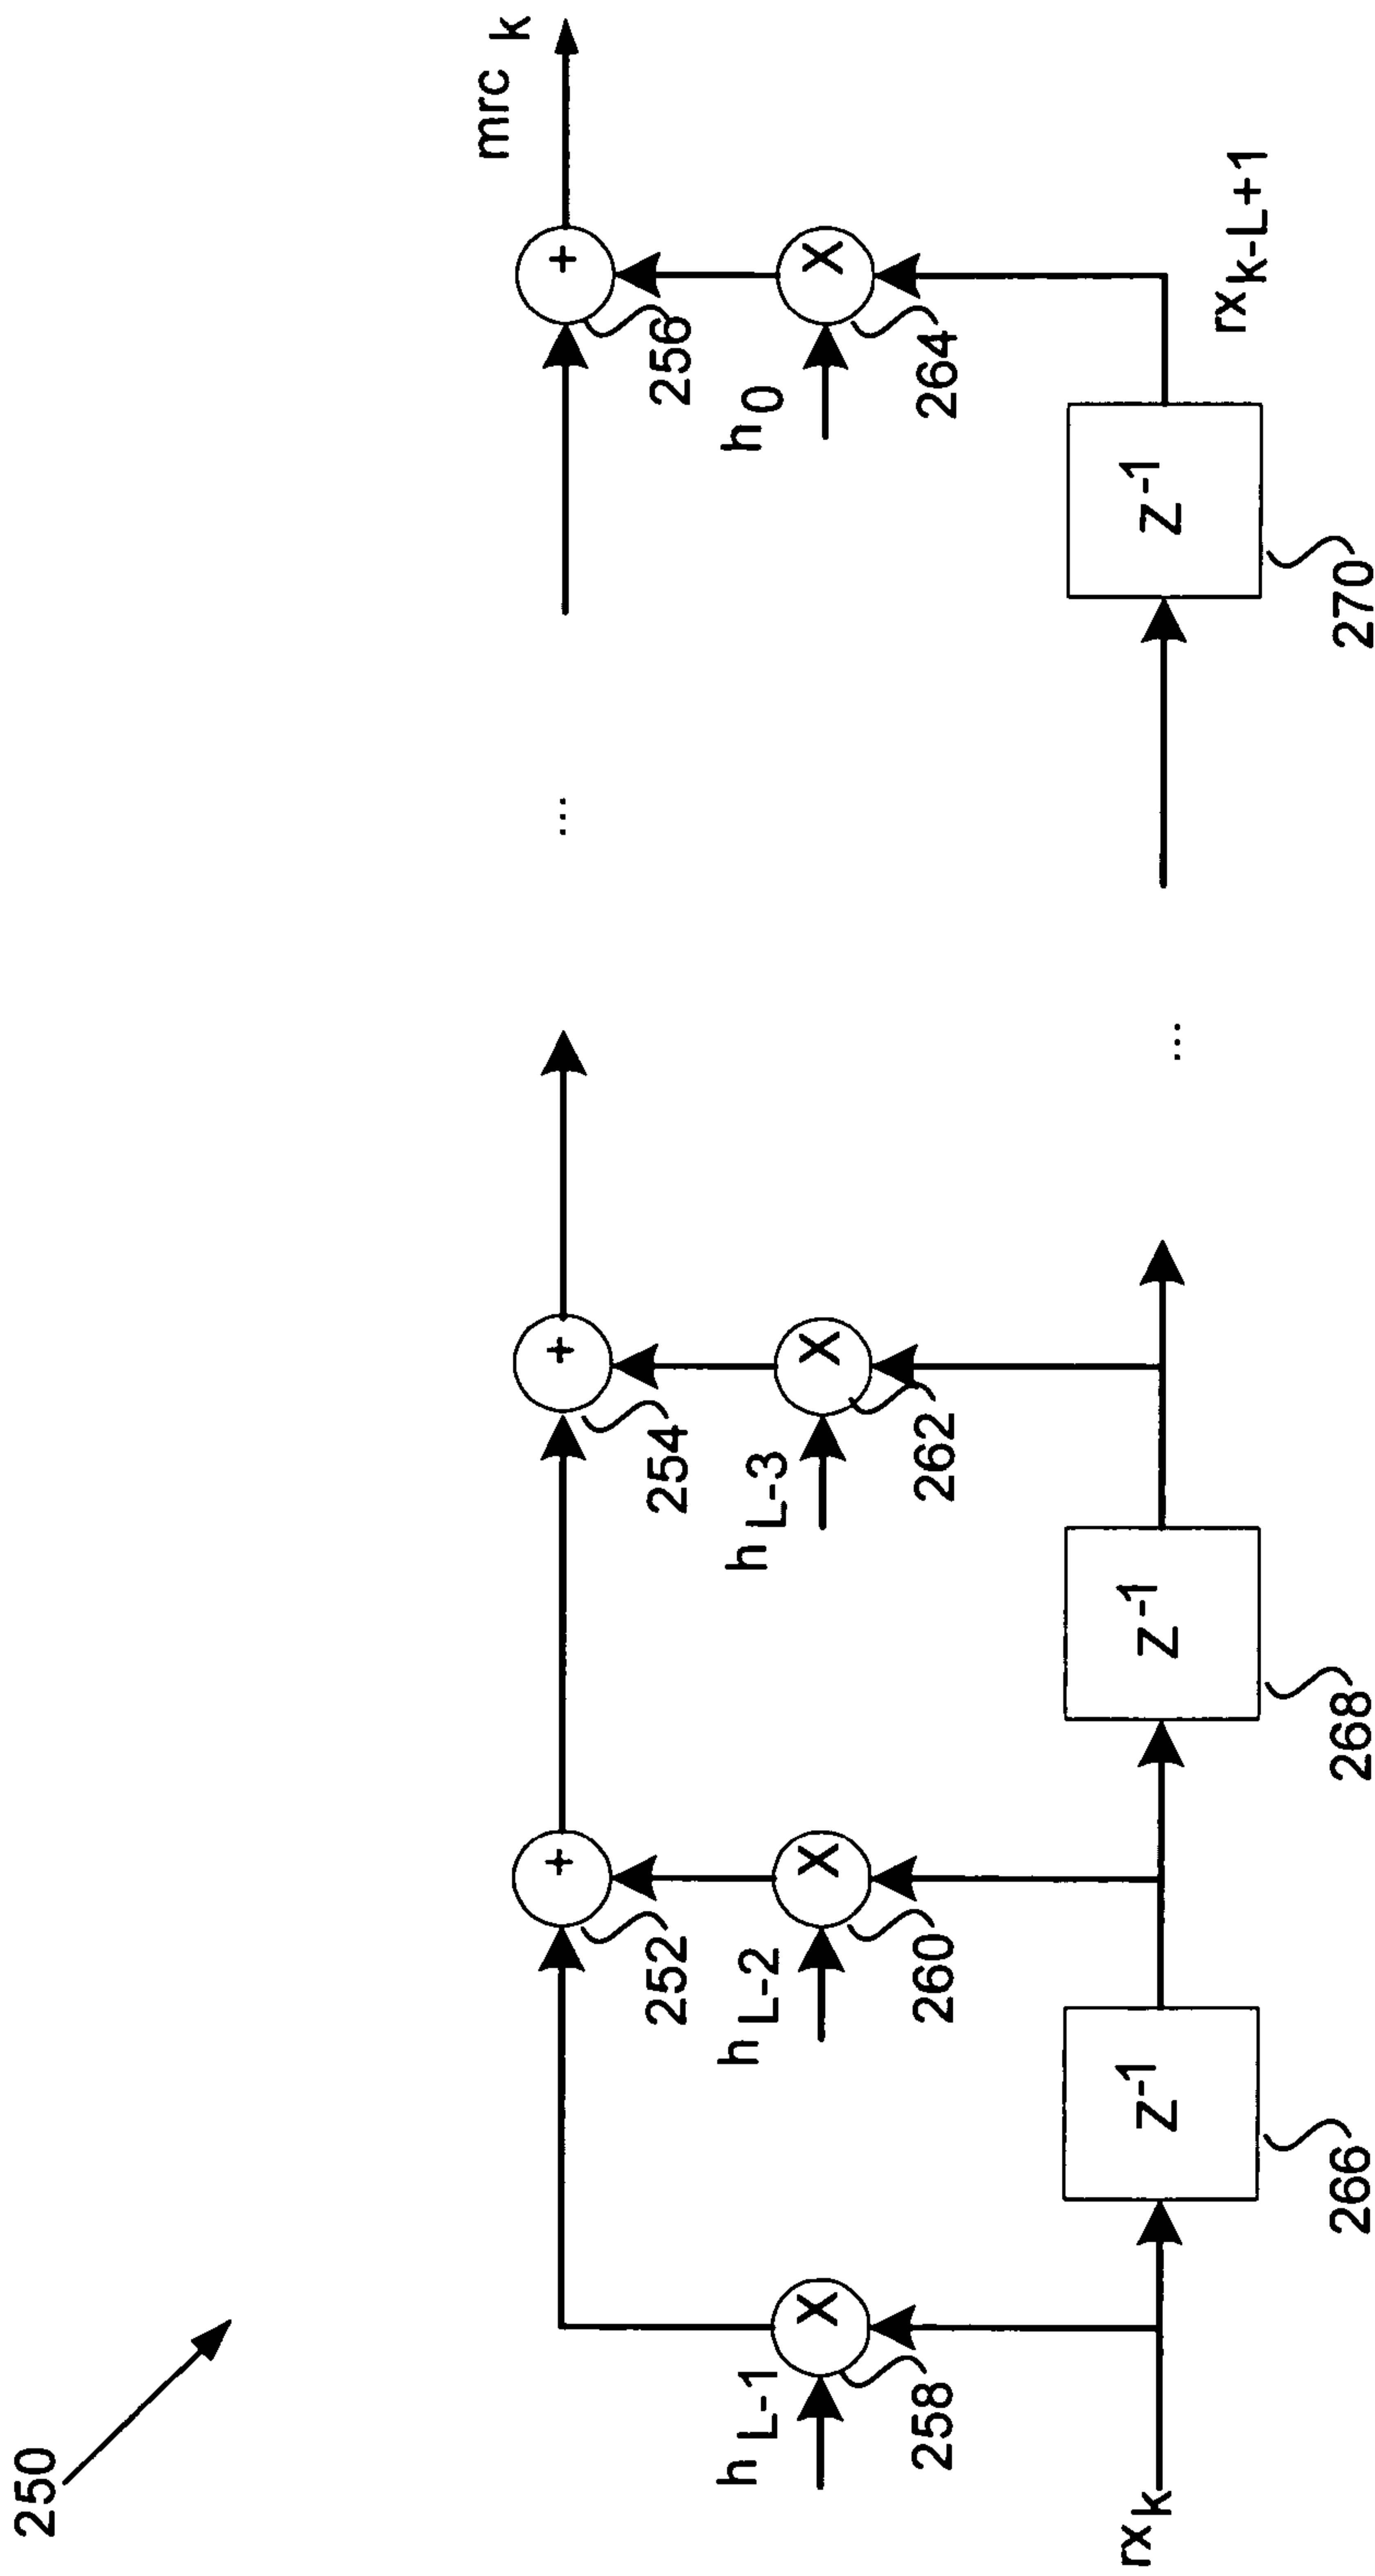 250
mrc k
+
+
+
...
252
254
256
h L-1
X
h L-2
X
h L-3
X
h 0
X
258
260
262
264
rx k
Z -1
Z -1
...
Z -1
rx k-L+1
266
268
270